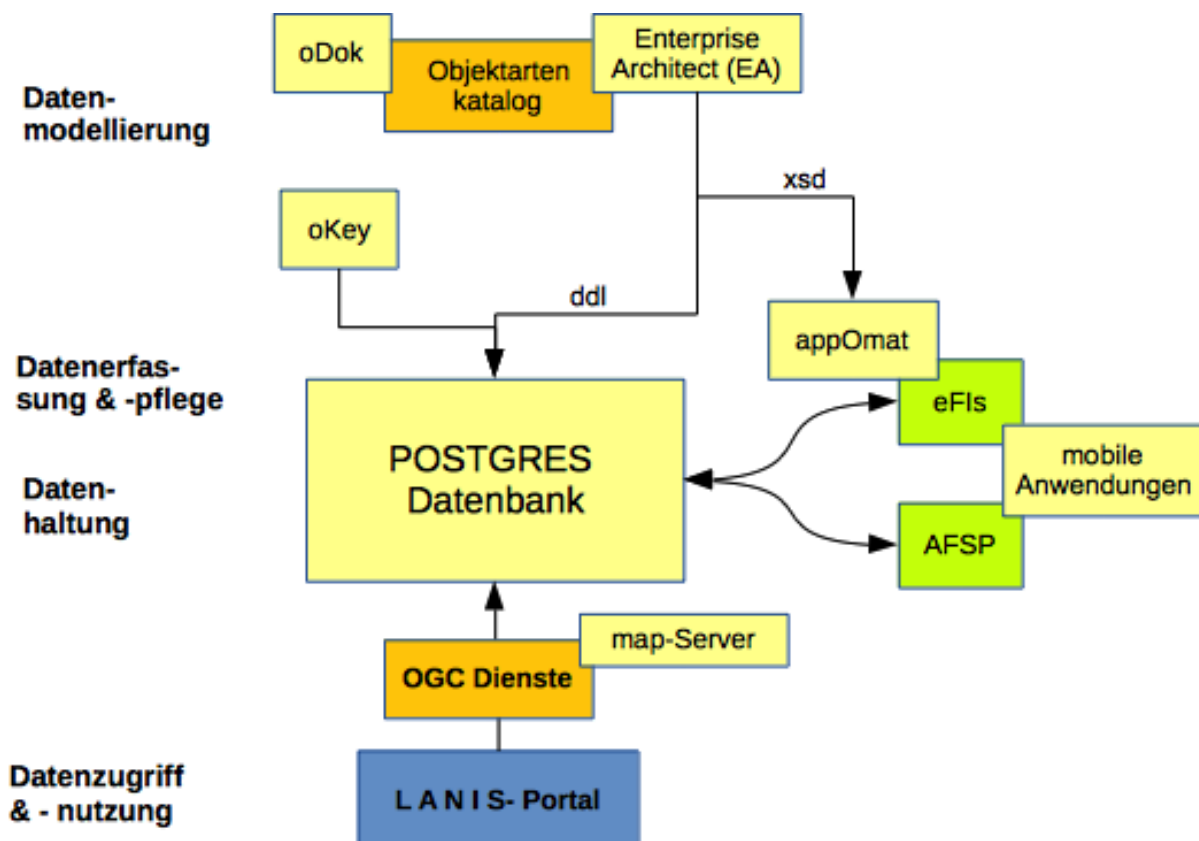 oDok
Objektarten
katalog
Enterprise
Architect (EA)
Daten-
modellierung
xsd
oKey
ddl
appOmat
Datenerfas-
sung & -pflege
eFIs
POSTGRES
Datenbank
mobile
Anwendungen
Daten-
haltung
AFSP
map-Server
OGC Dienste
Datenzugriff
& - nutzung
L A N I S- Portal